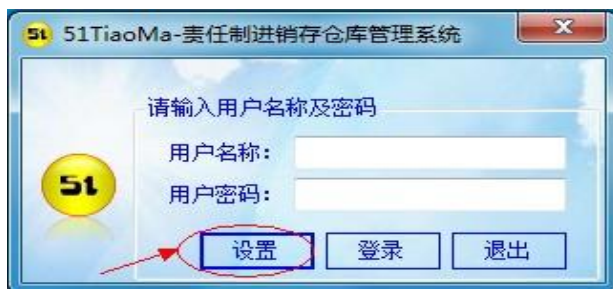 51 51TiaoMa-责任制进销存仓库管理系统 X
请输入用户名称及密码
用户名称：
51
用户密码：
设置 登录 退出